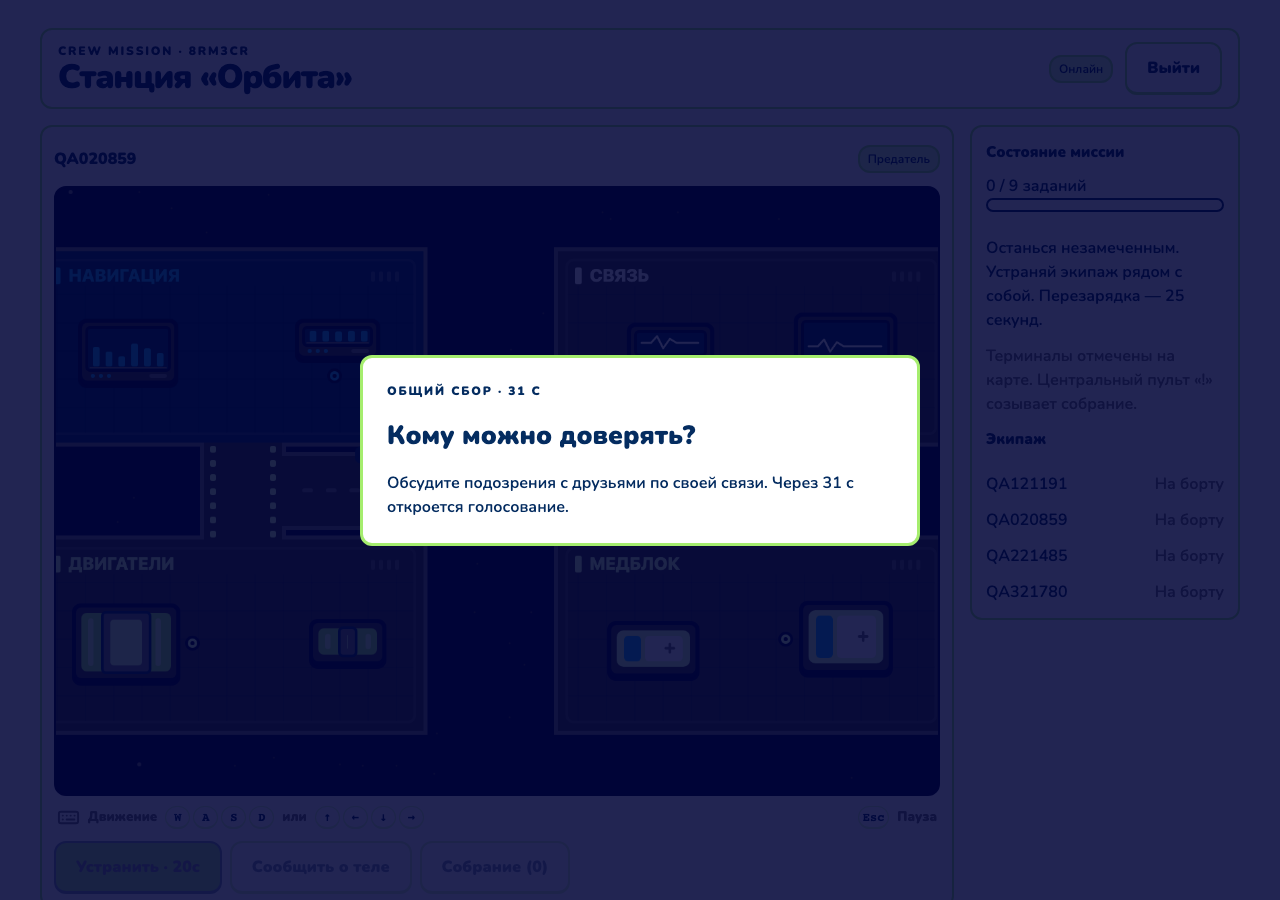 CREW MISSION · 8RM3CR
Станция «Орбита»
Онлайн
Выйти
QA020859
Предатель
НАВИГАЦИЯ
СВЯЗЬ
ДВИГАТЕЛИ
МЕДБЛОК
ОБЩИЙ СБОР · 31 С
Кому можно доверять?
Обсудите подозрения с друзьями по своей связи. Через 31 с
откроется голосование.
Движение W A S D или ↑ ← ↓ →
Esc Пауза
Устранить · 20с
Сообщить о теле
Собрание (0)
Состояние миссии
0 / 9 заданий
Останься незамеченным.
Устраняй экипаж рядом с
собой. Перезарядка — 25
секунд.
Терминалы отмечены на
карте. Центральный пульт «!»
созывает собрание.
Экипаж
QA121191 На борту
QA020859 На борту
QA221485 На борту
QA321780 На борту